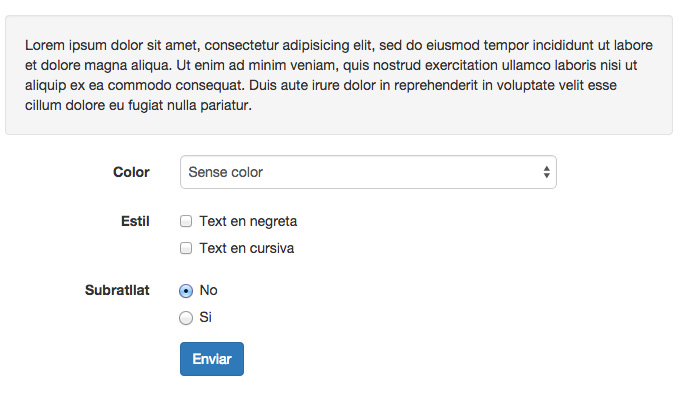 Lorem ipsum dolor sit amet, consectetur adipisicing elit, sed do eiusmod tempor incididunt ut labore
et dolore magna aliqua. Ut enim ad minim veniam, quis nostrud exercitation ullamco laboris nisi ut
aliquip ex ea commodo consequat. Duis aute irure dolor in reprehenderit in voluptate velit esse
cillum dolore eu fugiat nulla pariatur.
Color Sense color
Estil Text en negreta
Text en cursiva
Subratllat No
Si
Enviar